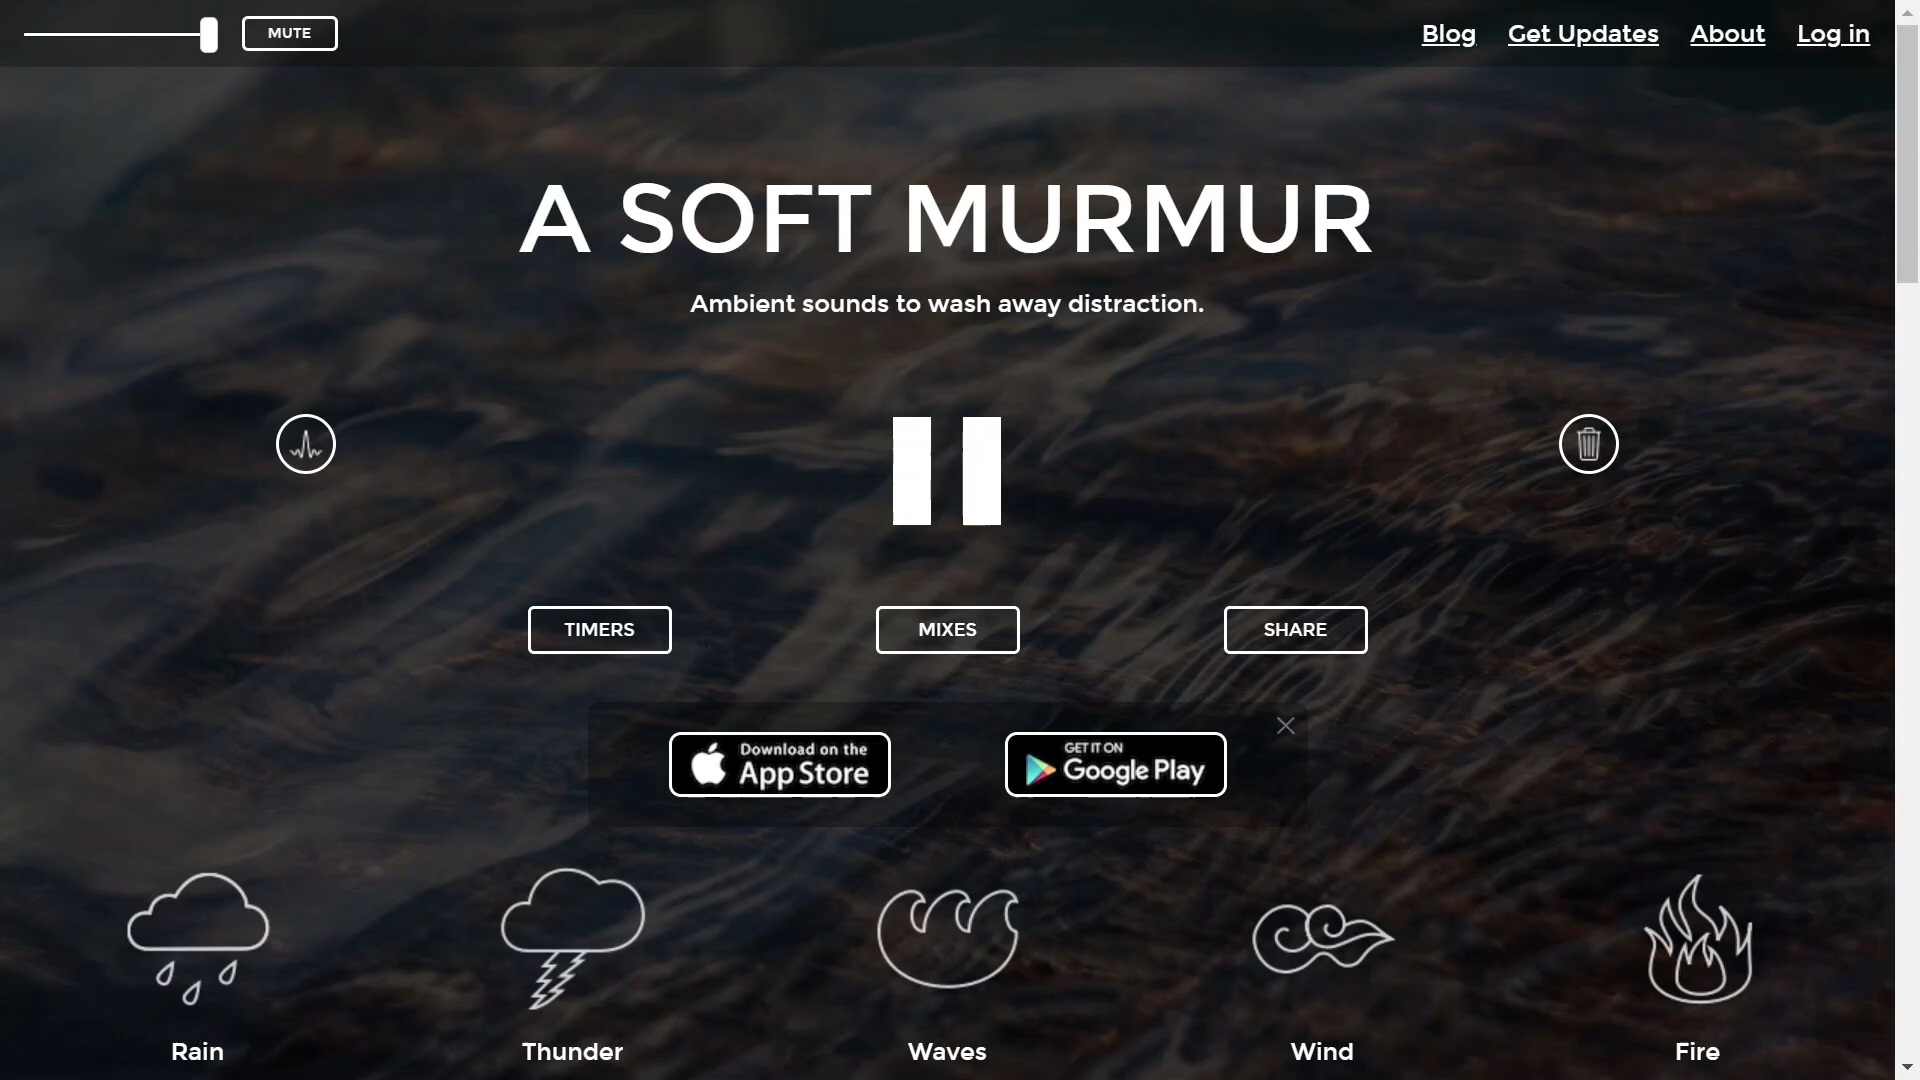 MUTE
Blog
Get Updates
About
Log in
A SOFT MURMUR
Ambient sounds to wash away distraction.
TIMERS
MIXES
SHARE
Download on the
App Store
GET IT ON
Google Play
Rain
Thunder
Waves
Wind
Fire